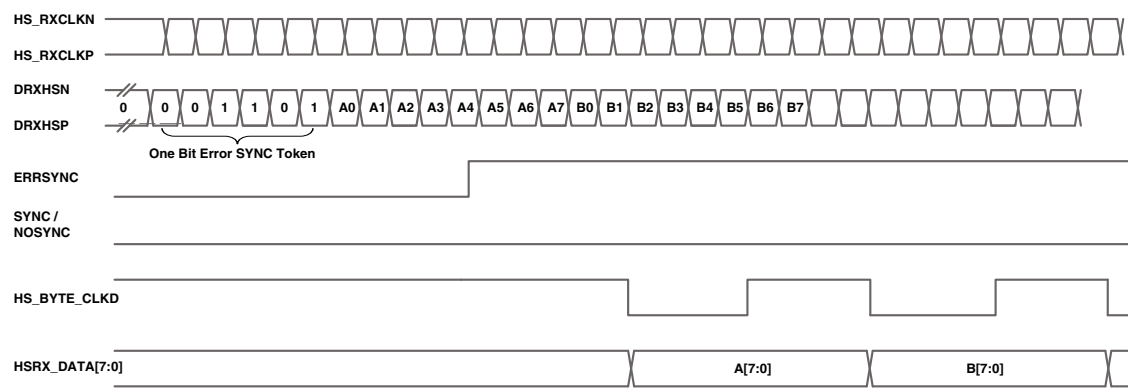 HS_RXCLKN
HS_RXCLKP
DRXHSN
0 0 0 1 1 0 1 A0 A1 A2 A3 A4 A5 A6 A7 B0 B1 B2 B3 B4 B5 B6 B7
DRXHSP
One Bit Error SYNC Token
ERRSYNC
SYNC /
NOSYNC
HS_BYTE_CLKD
HSRX_DATA[7:0] A[7:0] B[7:0]